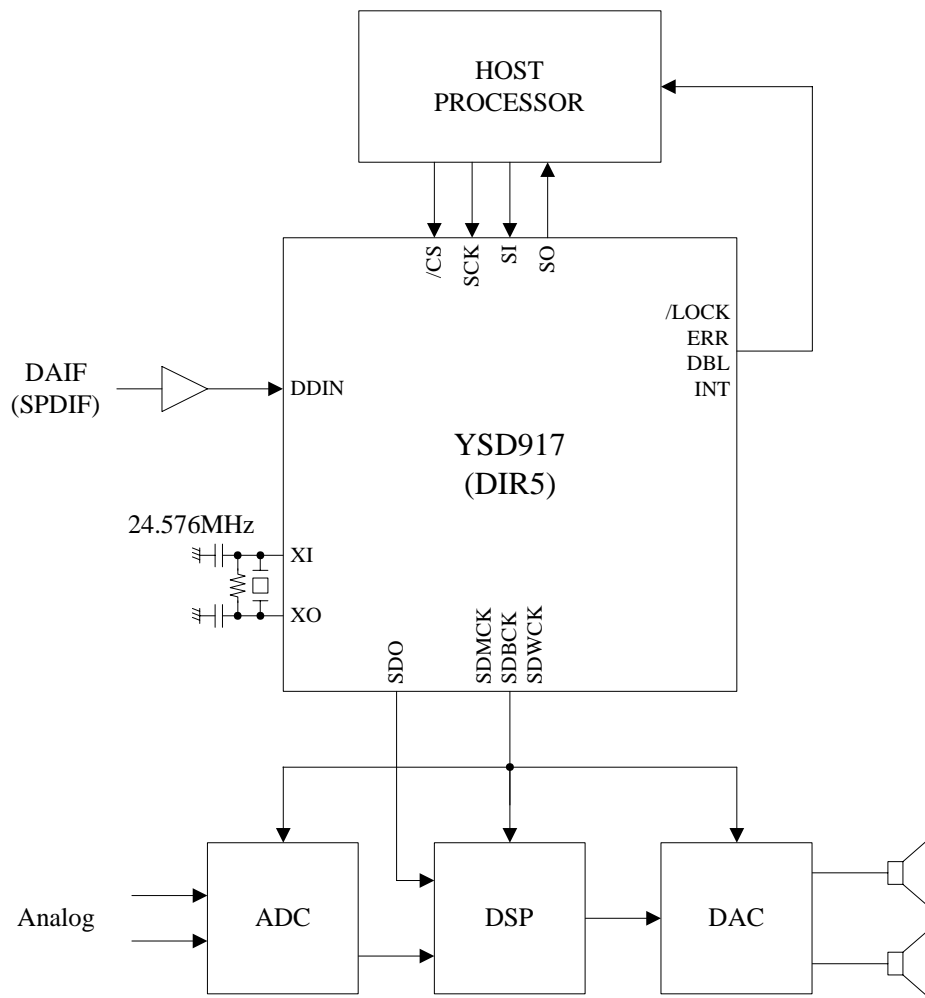 HOST
PROCESSOR
/CS
SCK
SI
SO
/LOCK
ERR
DBL
INT
DAIF
(SPDIF)
DDIN
YSD917
(DIR5)
24.576MHz
XI
XO
SDO
SDMCK
SDBCK
SDWCK
Analog
ADC
DSP
DAC